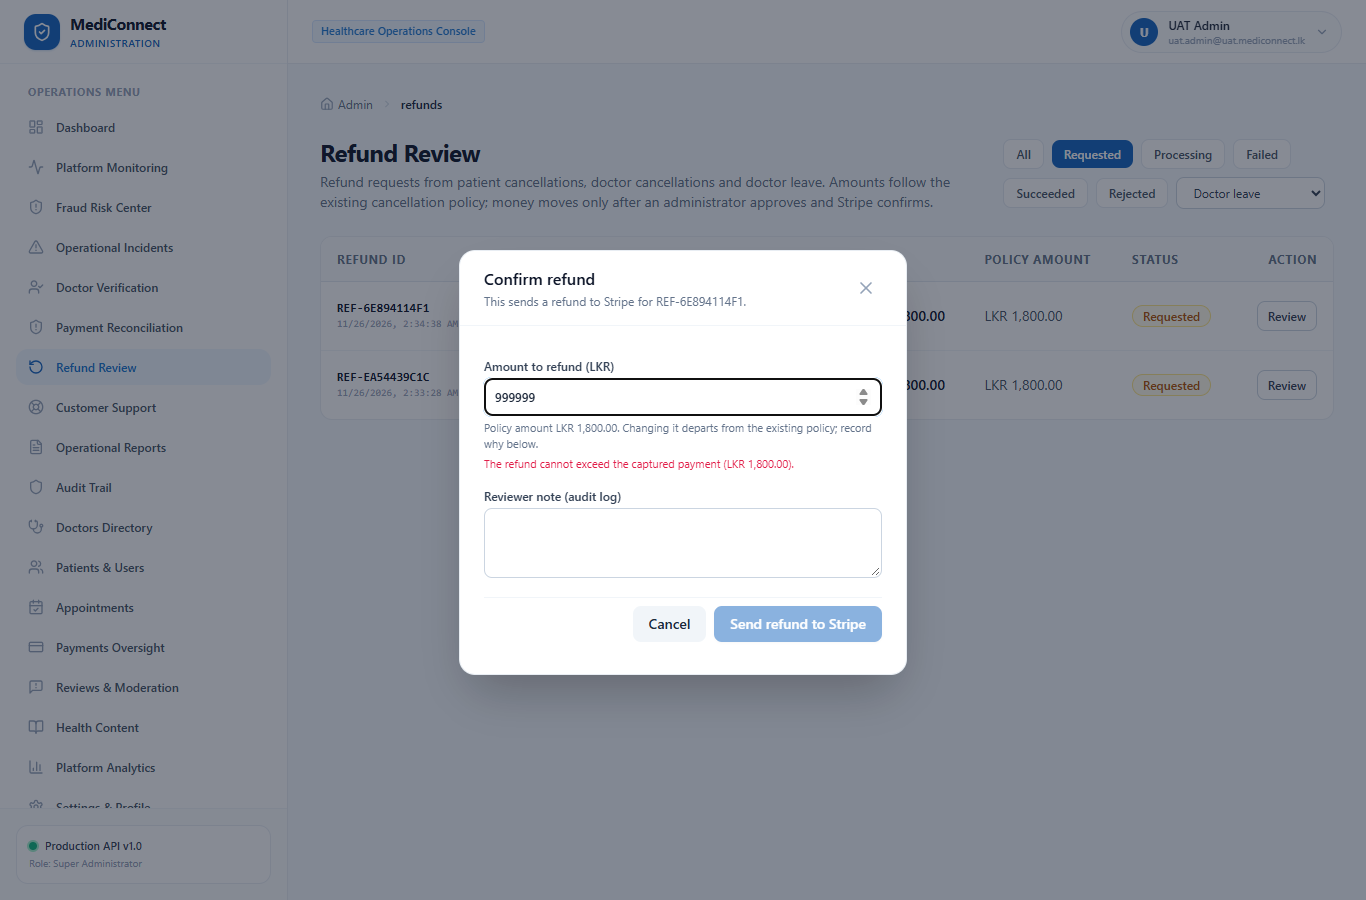 MediConnect
ADMINISTRATION
OPERATIONS MENU
Dashboard
Platform Monitoring
Fraud Risk Center
Operational Incidents
Doctor Verification
Payment Reconciliation
Refund Review
Customer Support
Operational Reports
Audit Trail
Doctors Directory
Patients & Users
Appointments
Payments Oversight
Reviews & Moderation
Health Content
Platform Analytics
Settings & Profile
Production API v1.0
Role: Super Administrator
Healthcare Operations Console
U
UAT Admin
uat.admin@uat.mediconnect.lk
Admin
refunds
Refund Review
Refund requests from patient cancellations, doctor cancellations and doctor leave. Amounts follow the
existing cancellation policy; money moves only after an administrator approves and Stripe confirms.
All
Requested
Processing
Failed
Succeeded
Rejected
Doctor leave
REFUND ID
POLICY AMOUNT
STATUS
ACTION
REF-6E894114F1
11/26/2026, 2:34:38 AM
800.00
LKR 1,800.00
Requested
Review
REF-EA54439C1C
11/26/2026, 2:33:28 AM
800.00
LKR 1,800.00
Requested
Review
Confirm refund
This sends a refund to Stripe for REF-6E894114F1.
Amount to refund (LKR)
999999
Policy amount LKR 1,800.00. Changing it departs from the existing policy; record
why below.
The refund cannot exceed the captured payment (LKR 1,800.00).
Reviewer note (audit log)
Cancel
Send refund to Stripe